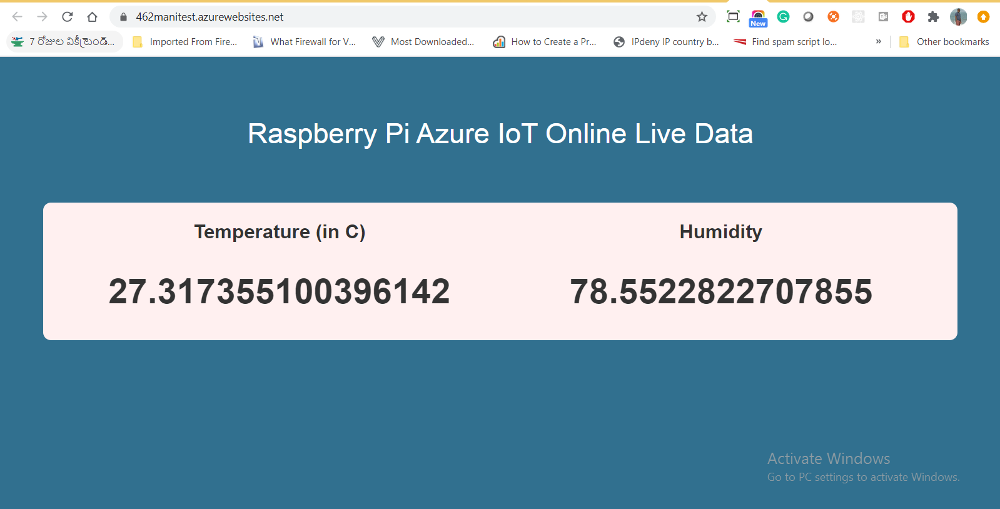 462manitest.azurewebsites.net
New
7 రోజుల వికీట్రెండ్... Imported From Fire... What Firewall for V... Most Downloaded... How to Create a Pr... IPdeny IP country b... Find spam script lo... » Other bookmarks
Raspberry Pi Azure IoT Online Live Data
Temperature (in C) Humidity
27.317355100396142 78.5522822707855
Activate Windows
Go to PC settings to activate Windows.